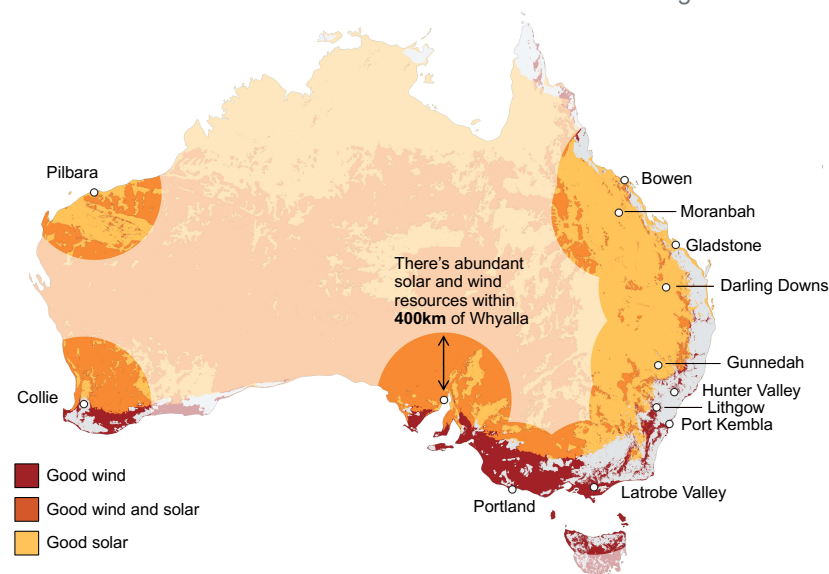 Pilbara
Bowen
Moranbah
Gladstone
There's abundant
solar and wind
resources within
400km of Whyalla
Darling Downs
Gunnedah
Collie
Hunter Valley
Lithgow
Port Kembla
Good wind
Good wind and solar
Good solar
Portland
Latrobe Valley